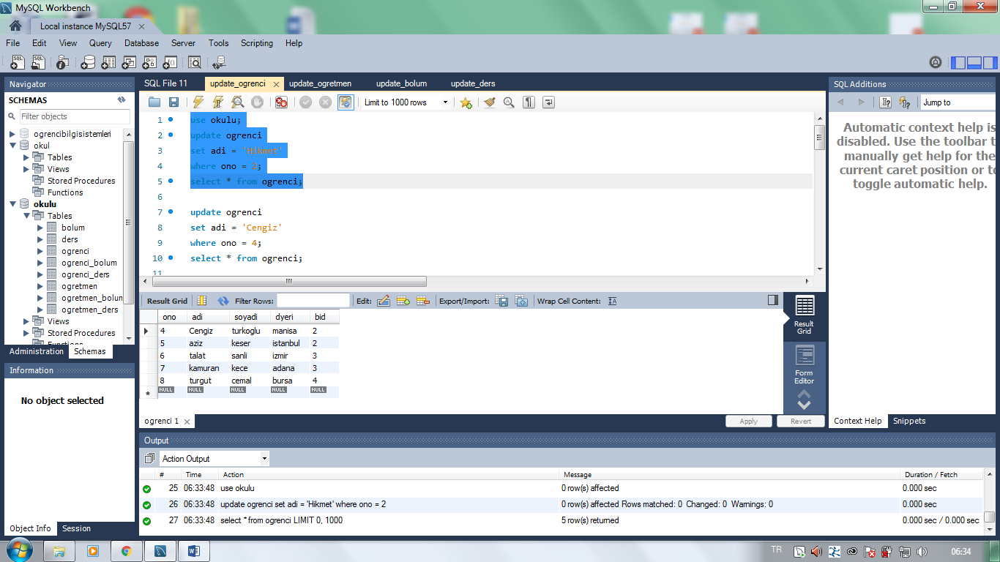 MySQL Workbench
Local instance MySQL57
File Edit View Query Database Server Tools Scripting Help
Navigator
SCHEMAS
Filter objects
ogrencibilgisistemleri
okul
Tables
Views
Stored Procedures
Functions
okulu
Tables
bolum
ders
ogrenci
ogrenci_bolum
ogrenci_ders
ogretmen
ogretmen_bolun
ogretmen_ders
Views
Stored Procedures
Functions
Administration Schemas
Information
No object selected
Object Info Session
SQL File 11 update_ogrenci update_ogretmen update_bolum update_ders
Limit to 1000 rows
1 use okulu;
2 update ogrenci
3 set adi = 'Hikmet'
4 where ono = 2;
5 select * from ogrenci;
6
7 update ogrenci
8 set adi = 'Cengiz'
9 where ono = 4;
10 select * from ogrenci;
11
Result Grid Filter Rows: Edit: Export/Import: Wrap Cell Content:
ono adi soyadi dyeri bid
4 Cengiz turkoglu manisa 2
5 aziz keser istanbul 2
6 talat sanli izmir 3
7 kamuran kece adana 3
8 turgut cemal bursa 4
NULL NULL NULL NULL NULL
Result
Grid
Form
Editor
ogrenci 1
Apply Revert
SQL Additions
Jump to
Automatic context help is
disabled. Use the toolbar t
manually get help for the
current caret position or to
toggle automatic help.
Context Help Snippets
Output
Action Output
# Time Action Message Duration / Fetch
25 06:33:48 use okulu 0 row(s) affected 0.000 sec
26 06:33:48 update ogrenci set adi = 'Hikmet' where ono = 2 0 row(s) affected Rows matched: 0 Changed: 0 Warnings: 0 0.000 sec
27 06:33:48 select * from ogrenci LIMIT 0, 1000 5 row(s) returned 0.000 sec / 0.000 sec
TR
06:34